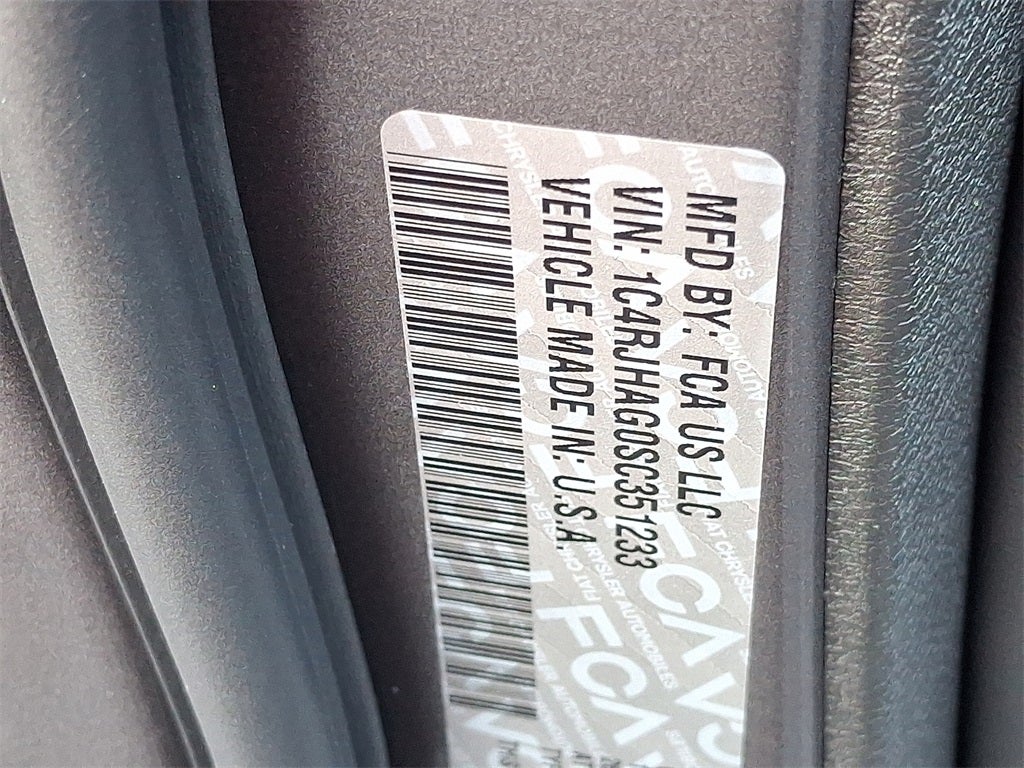 MFD BY: FCA US LLC
VIN: 1C4RJHAG0SC351233
VEHICLE MADE IN: U.S.A.